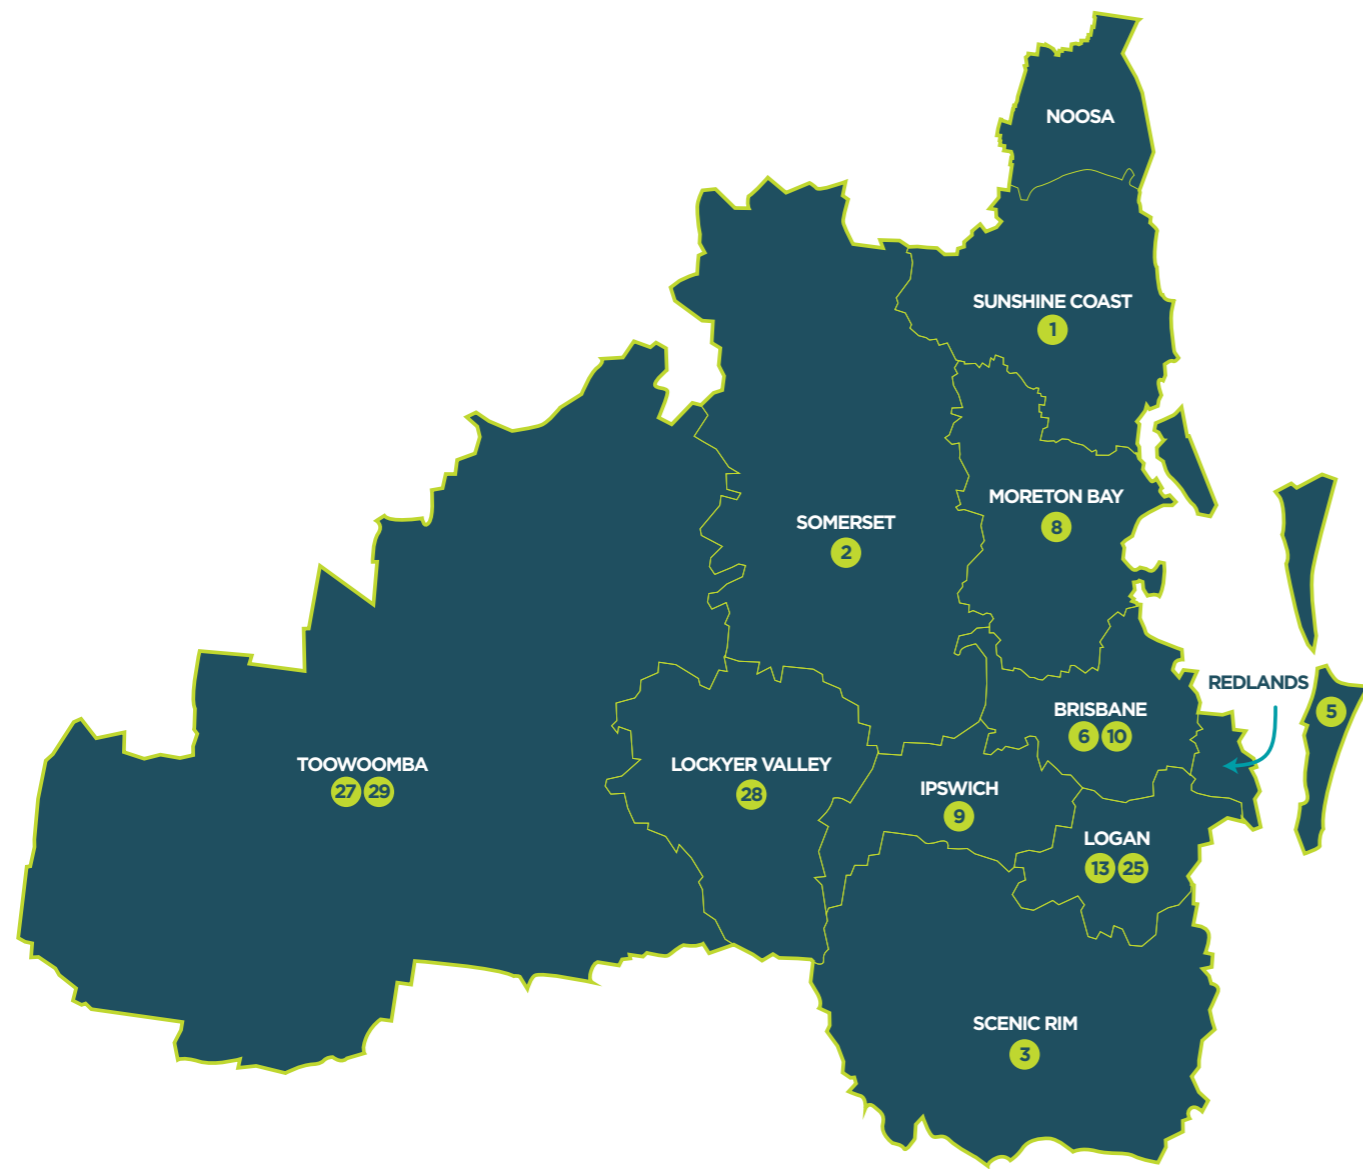 NOOSA
SUNSHINE COAST
1
MORETON BAY
8
SOMERSET
2
REDLANDS
5
BRISBANE
6 10
TOOWOOMBA
27 29
LOCKYER VALLEY
28
IPSWICH
9
LOGAN
13 25
SCENIC RIM
3